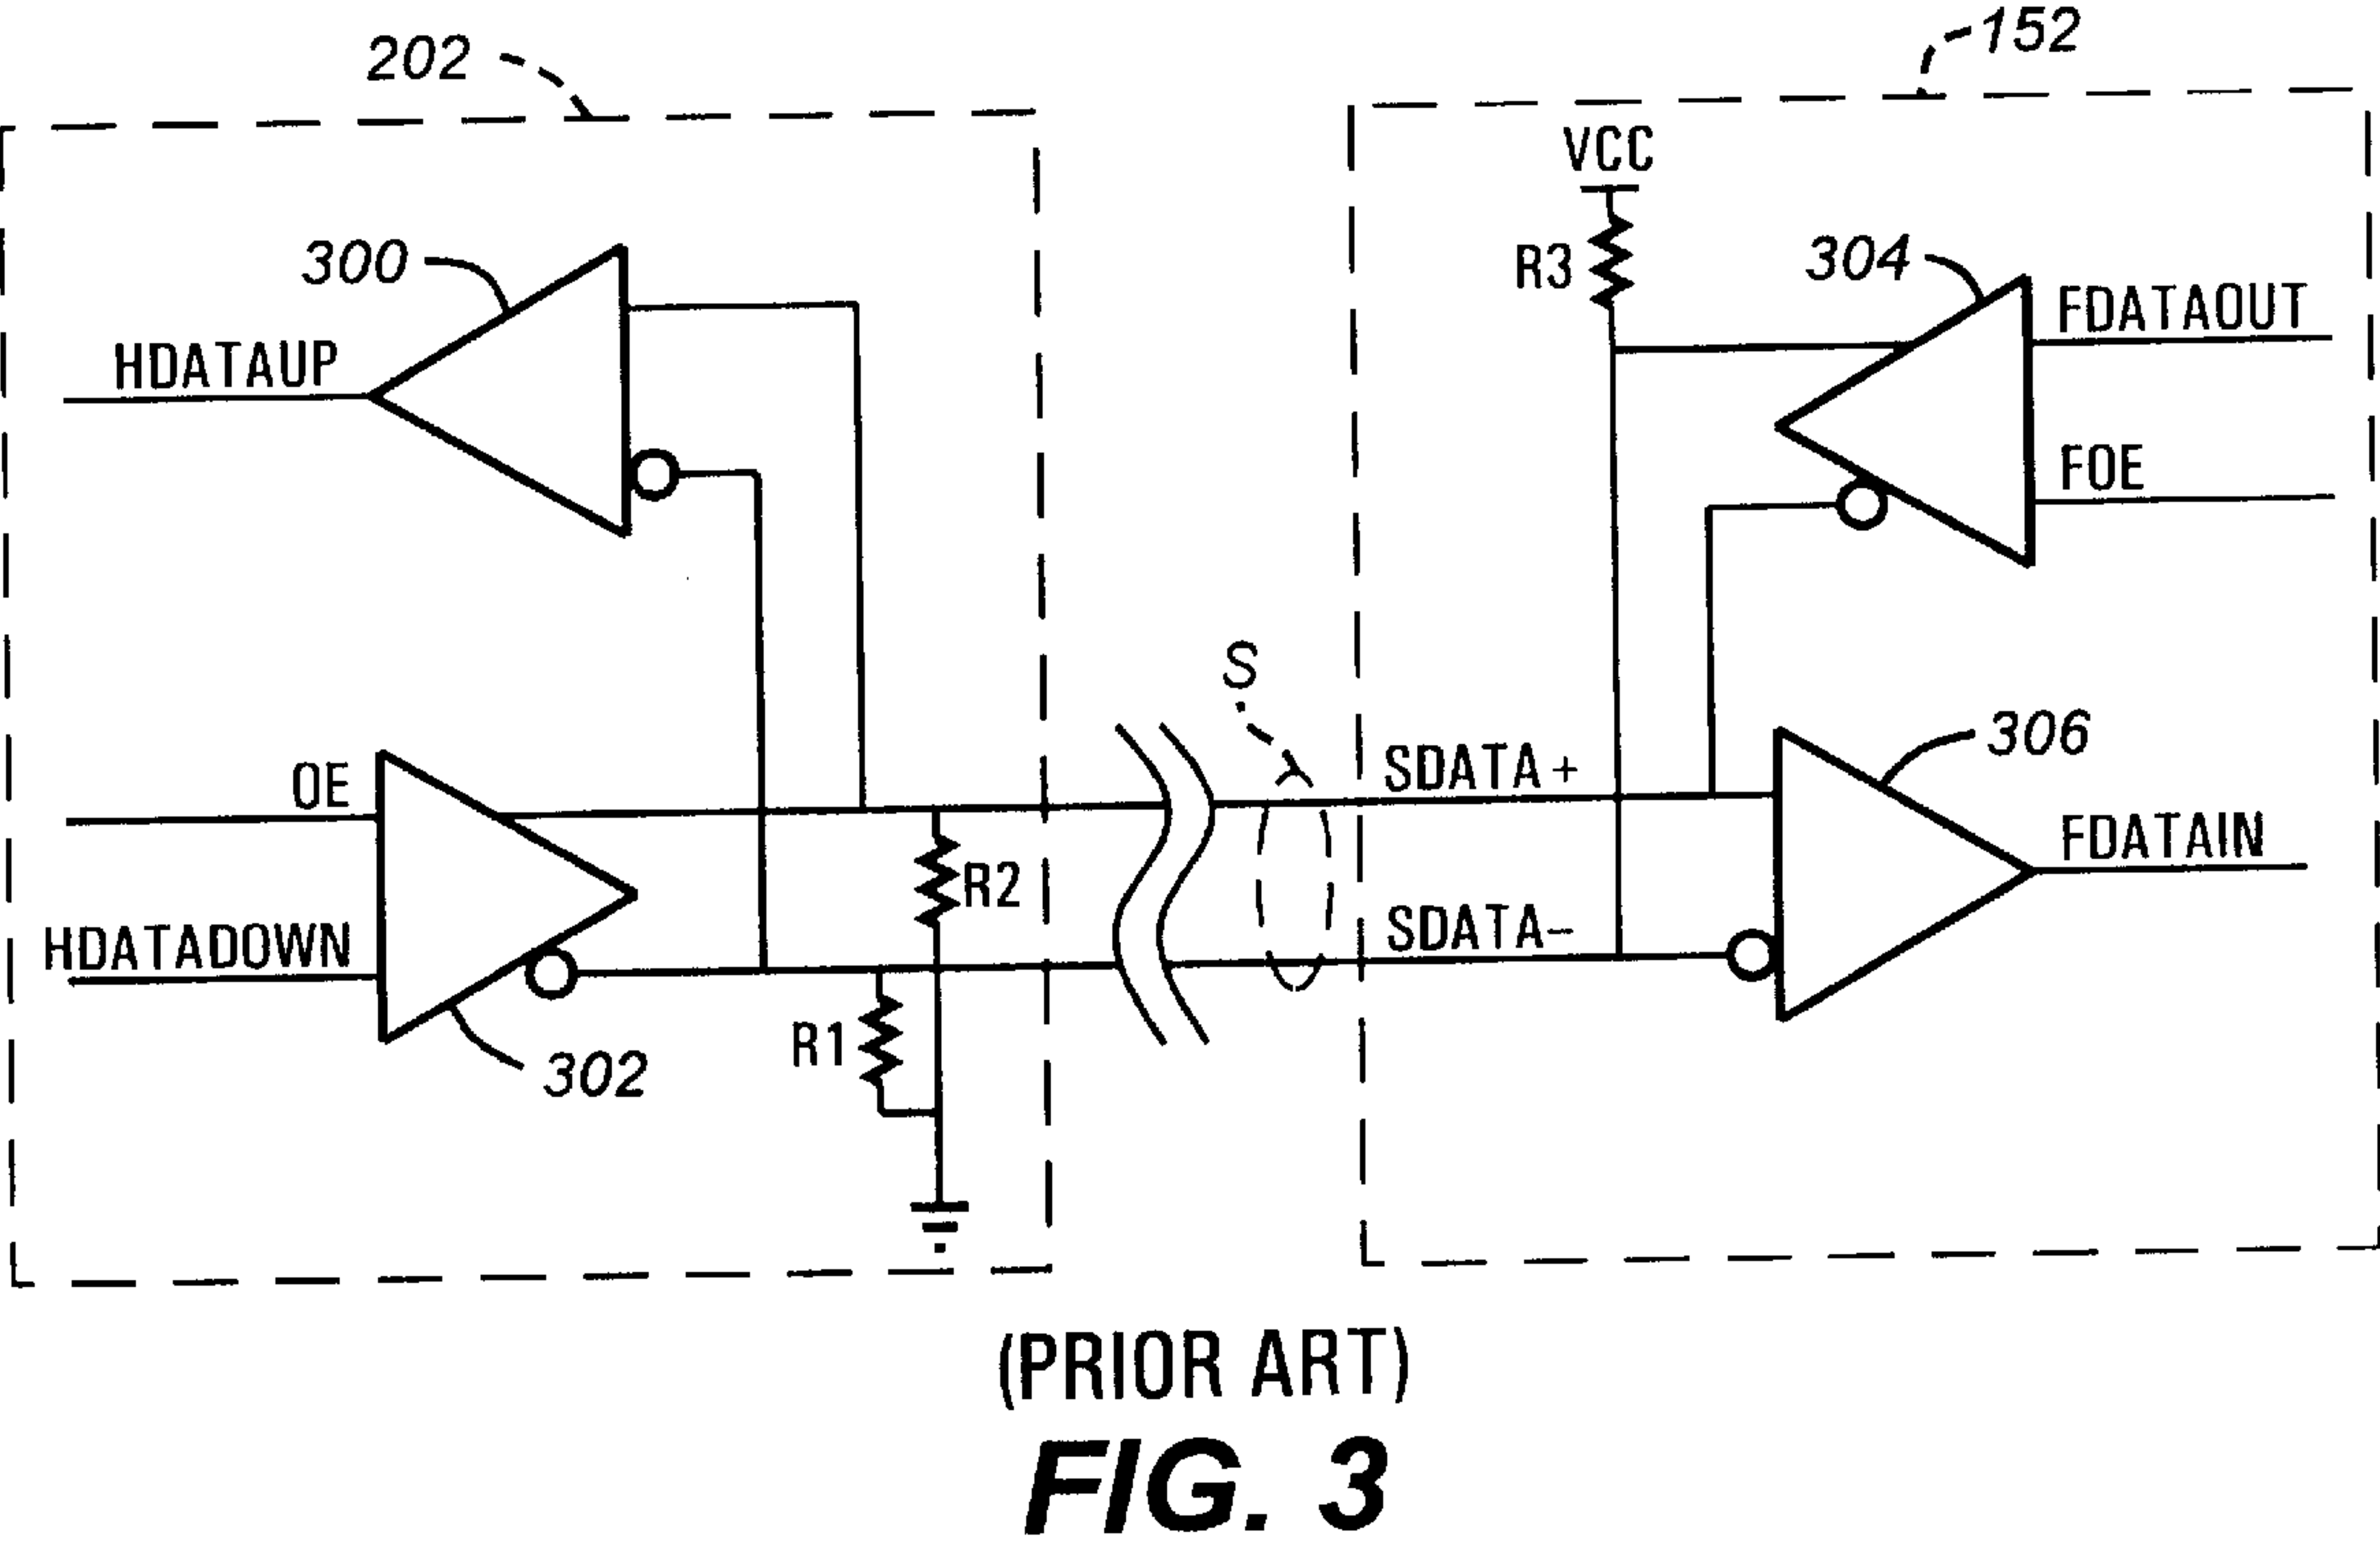 202
152
VCC
300
R3
304
FDATAOUT
HDATAUP
FOE
S
OE
SDATA+
306
R2
FDATAIN
HDATADOWN
SDATA-
R1
302
(PRIOR ART)
FIG. 3